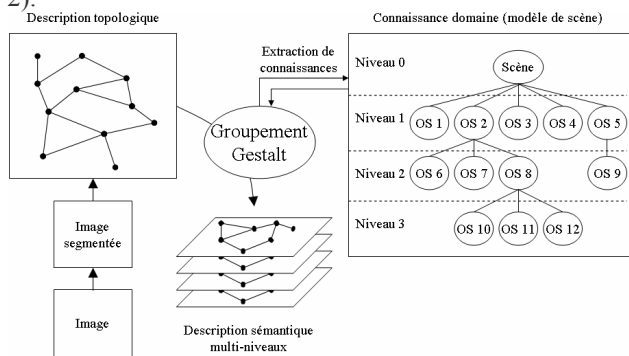 2).
Description topologique
Connaissance domaine (modèle de scène)
Extraction de
connaissances
Groupement
Gestalt
Image
segmentée
Image
Description sémantique
multi-niveaux
Niveau 0
Scène
Niveau 1
OS 1
OS 2
OS 3
OS 4
OS 5
Niveau 2
OS 6
OS 7
OS 8
OS 9
Niveau 3
OS 10
OS 11
OS 12